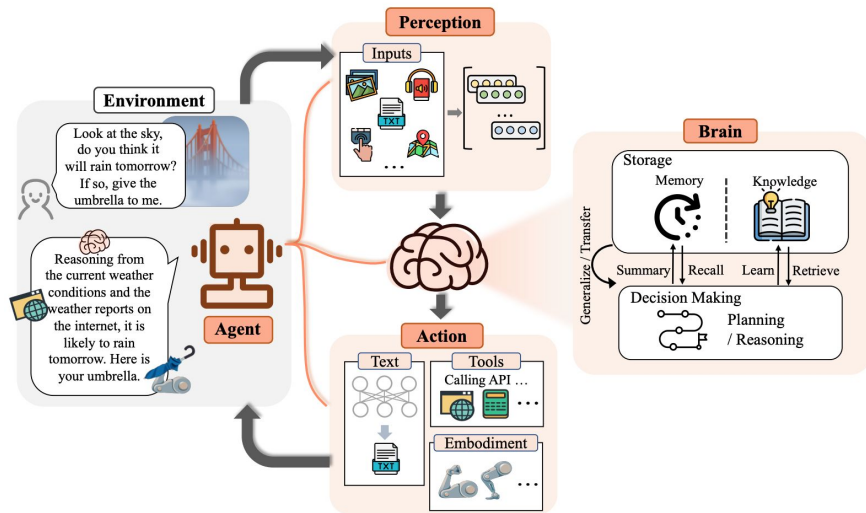 Perception
Inputs
TXT
...
...
Environment
Look at the sky,
do you think it
will rain tomorrow?
If so, give the
umbrella to me.
Reasoning from
the current weather
conditions and the
weather reports on
the internet, it is
likely to rain
tomorrow. Here is
your umbrella.
Agent
Action
Text
TXT
Tools
Calling API ...
...
Embodiment
...
Brain
Storage
Memory
Knowledge
Generalize / Transfer
Summary
Recall
Learn
Retrieve
Decision Making
Planning
/ Reasoning